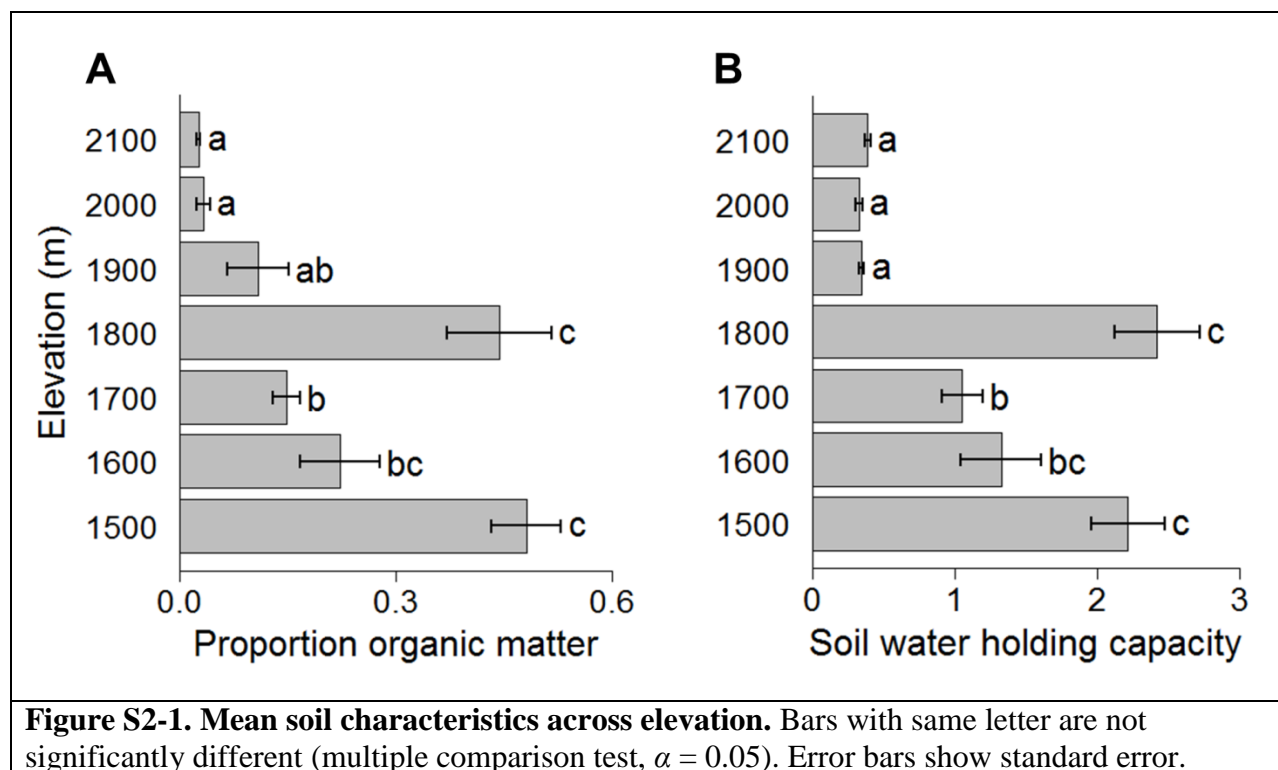 A
Elevation (m)
2100 a
2000 a
1900 ab
1800 c
1700 b
1600 bc
1500 c
0.0 0.3 0.6
Proportion organic matter
B
2100 a
2000 a
1900 a
1800 c
1700 b
1600 bc
1500 c
0 1 2 3
Soil water holding capacity
Figure S2-1. Mean soil characteristics across elevation. Bars with same letter are not
significantly different (multiple comparison test, α = 0.05). Error bars show standard error.